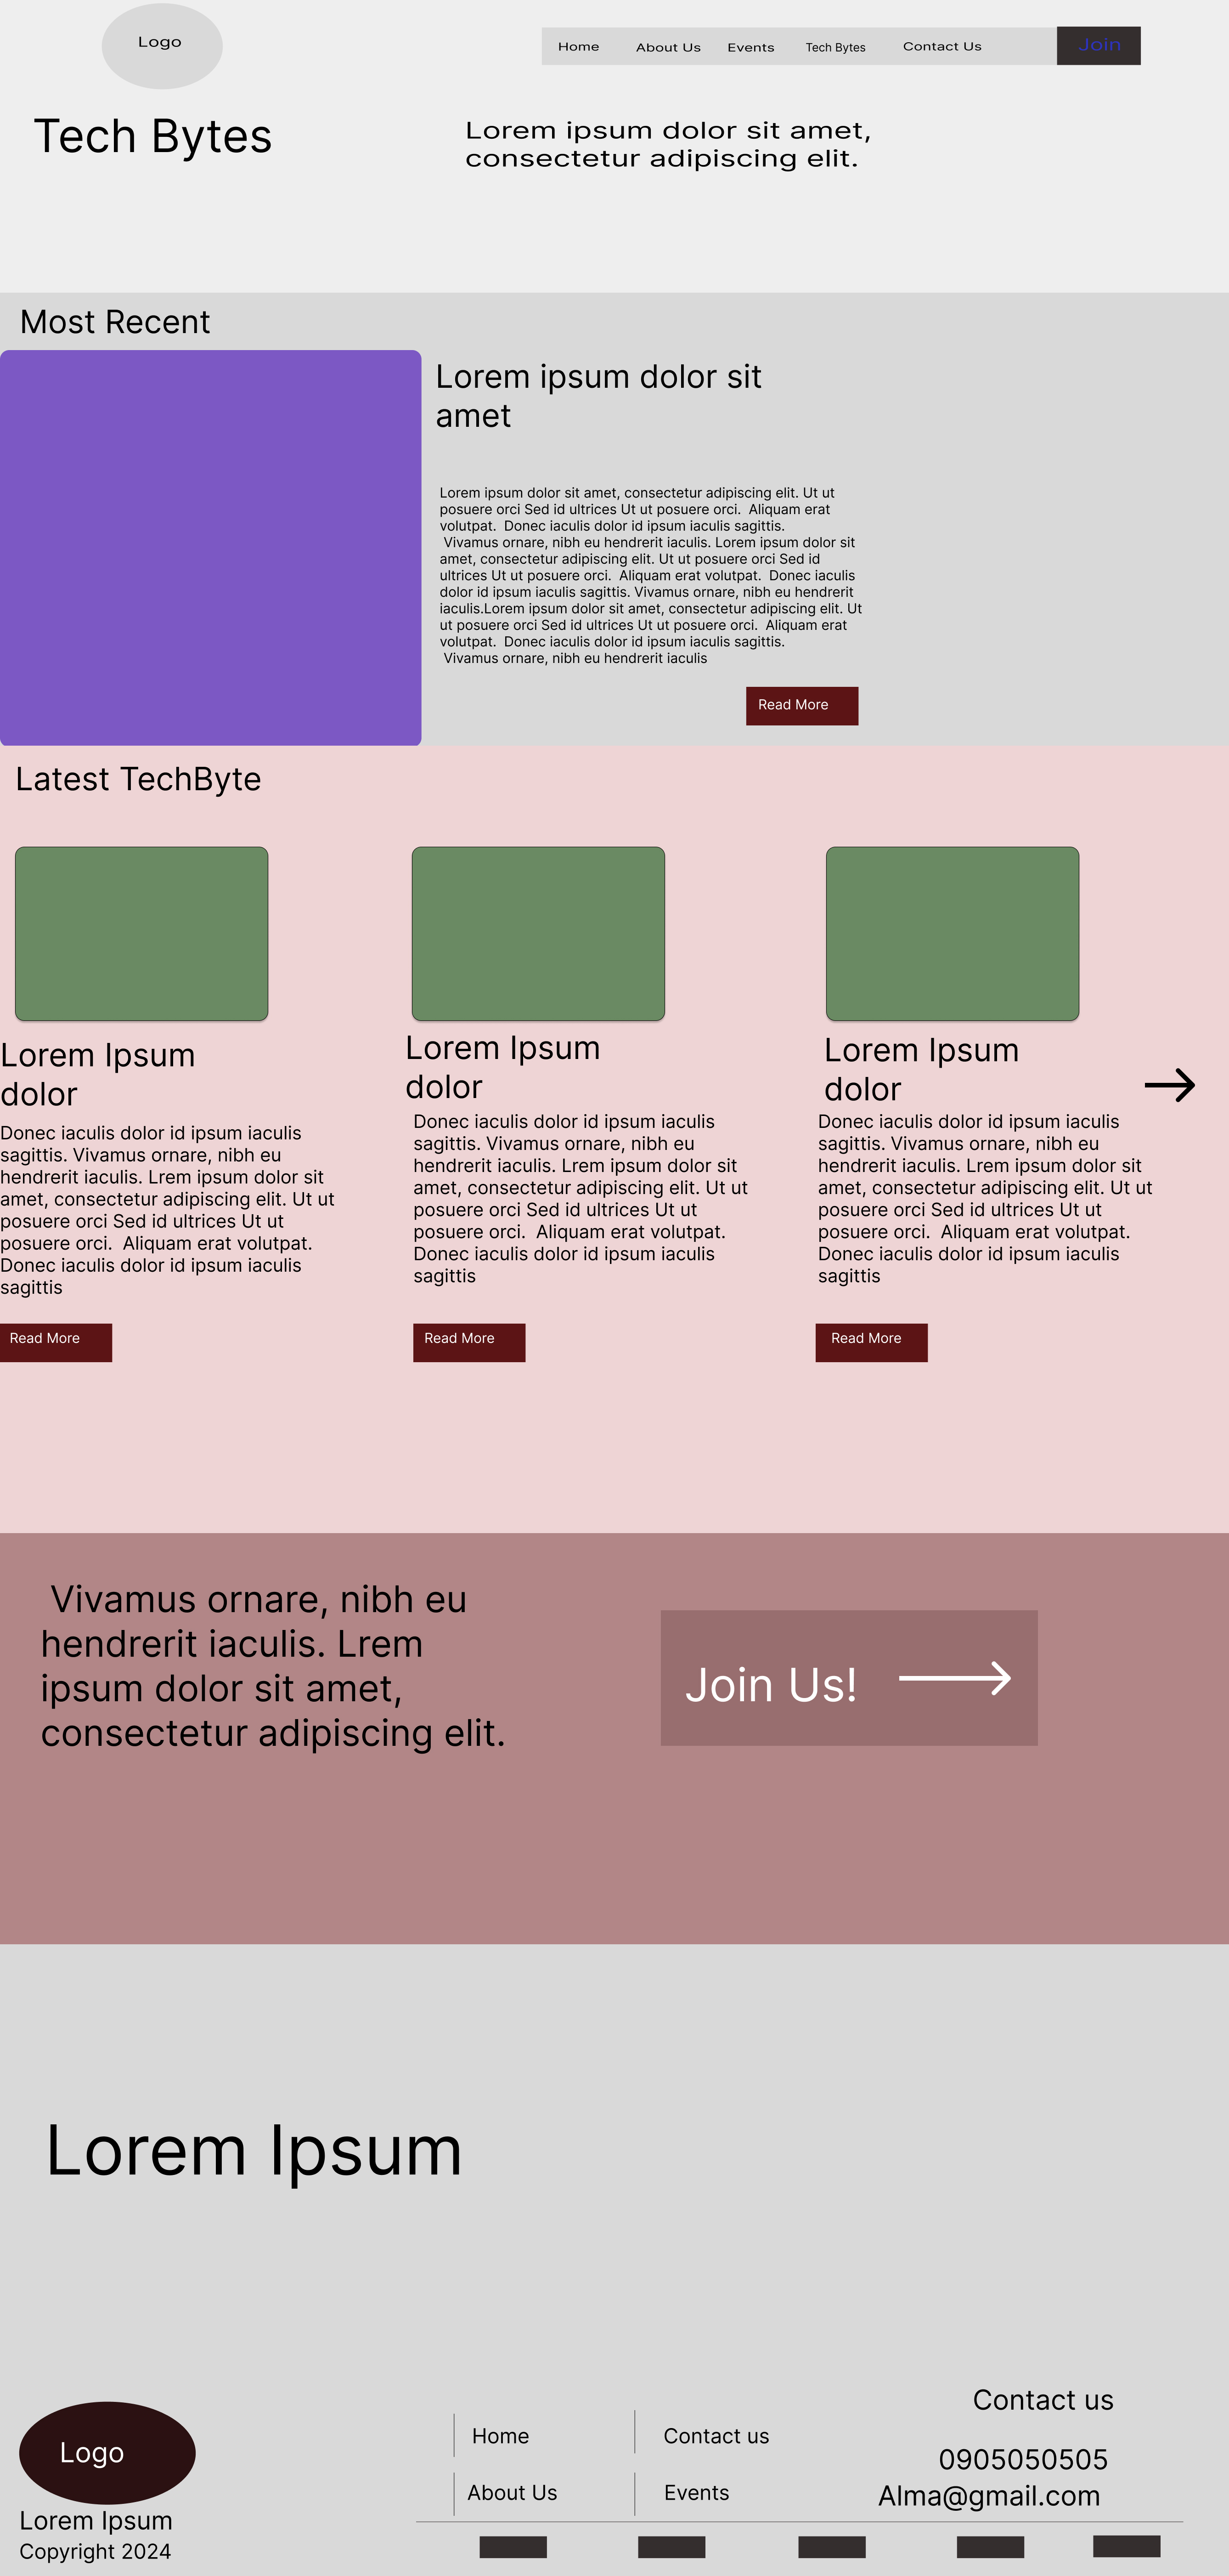 Logo
Home
About Us
Events
Tech Bytes
Contact Us
Join
Tech Bytes
Lorem ipsum dolor sit amet,
consectetur adipiscing elit.
Most Recent
Lorem ipsum dolor sit
amet
Lorem ipsum dolor sit amet, consectetur adipiscing elit. Ut ut
posuere orci Sed id ultrices Ut ut posuere orci.  Aliquam erat
volutpat.  Donec iaculis dolor id ipsum iaculis sagittis.
Vivamus ornare, nibh eu hendrerit iaculis. Lorem ipsum dolor sit
amet, consectetur adipiscing elit. Ut ut posuere orci Sed id
ultrices Ut ut posuere orci.  Aliquam erat volutpat.  Donec iaculis
dolor id ipsum iaculis sagittis. Vivamus ornare, nibh eu hendrerit
iaculis.Lorem ipsum dolor sit amet, consectetur adipiscing elit. Ut
ut posuere orci Sed id ultrices Ut ut posuere orci.  Aliquam erat
volutpat.  Donec iaculis dolor id ipsum iaculis sagittis.
Vivamus ornare, nibh eu hendrerit iaculis
Read More
Latest TechByte
Lorem Ipsum
dolor
Donec iaculis dolor id ipsum iaculis
sagittis. Vivamus ornare, nibh eu
hendrerit iaculis. Lrem ipsum dolor sit
amet, consectetur adipiscing elit. Ut ut
posuere orci Sed id ultrices Ut ut
posuere orci.  Aliquam erat volutpat.
Donec iaculis dolor id ipsum iaculis
sagittis
Read More
Lorem Ipsum
dolor
Donec iaculis dolor id ipsum iaculis
sagittis. Vivamus ornare, nibh eu
hendrerit iaculis. Lrem ipsum dolor sit
amet, consectetur adipiscing elit. Ut ut
posuere orci Sed id ultrices Ut ut
posuere orci.  Aliquam erat volutpat.
Donec iaculis dolor id ipsum iaculis
sagittis
Read More
Lorem Ipsum
dolor
Donec iaculis dolor id ipsum iaculis
sagittis. Vivamus ornare, nibh eu
hendrerit iaculis. Lrem ipsum dolor sit
amet, consectetur adipiscing elit. Ut ut
posuere orci Sed id ultrices Ut ut
posuere orci.  Aliquam erat volutpat.
Donec iaculis dolor id ipsum iaculis
sagittis
Read More
Vivamus ornare, nibh eu
hendrerit iaculis. Lrem
ipsum dolor sit amet,
consectetur adipiscing elit.
Join Us!
Lorem Ipsum
Logo
Lorem Ipsum
Copyright 2024
Home
Contact us
About Us
Events
Contact us
0905050505
Alma@gmail.com